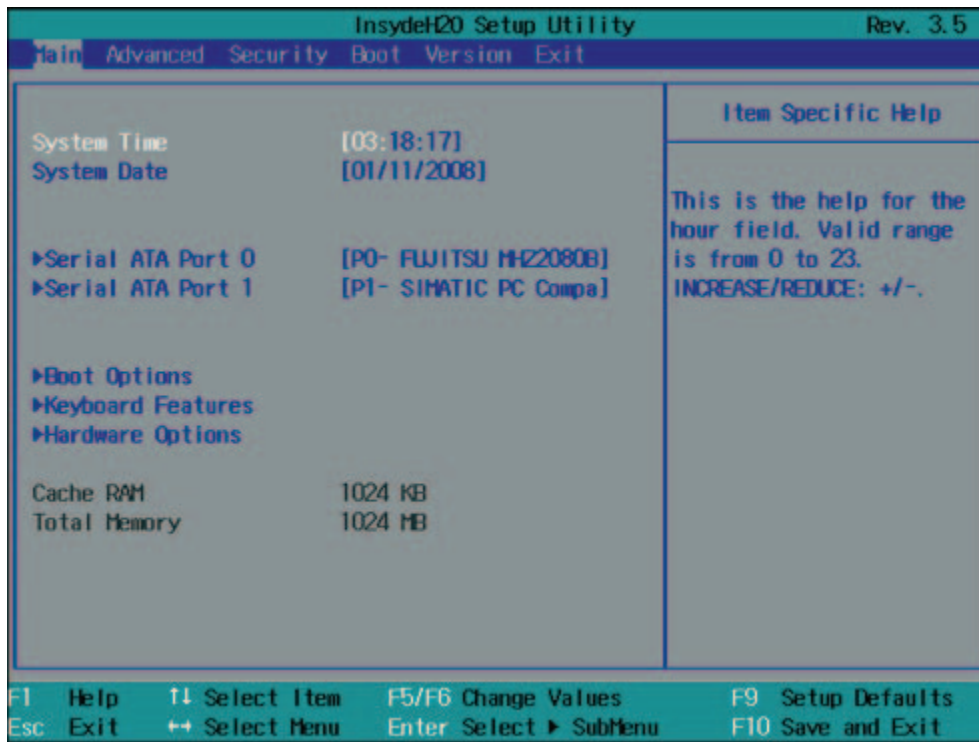 InsydeH20 Setup Utility Rev. 3.5
Main Advanced Security Boot Version Exit
Item Specific Help
System Time [03:18:17]
System Date [01/11/2008]
This is the help for the
hour field. Valid range
is from 0 to 23.
INCREASE/REDUCE: +/-.
▶Serial ATA Port 0 [P0- FUJITSU MHZ2080B]
▶Serial ATA Port 1 [P1- SIMATIC PC Compa]
▶Boot Options
▶Keyboard Features
▶Hardware Options
Cache RAM 1024 KB
Total Memory 1024 MB
F1 Help ↑↓ Select Item F5/F6 Change Values F9 Setup Defaults
Esc Exit ←→ Select Menu Enter Select ▶ SubMenu F10 Save and Exit